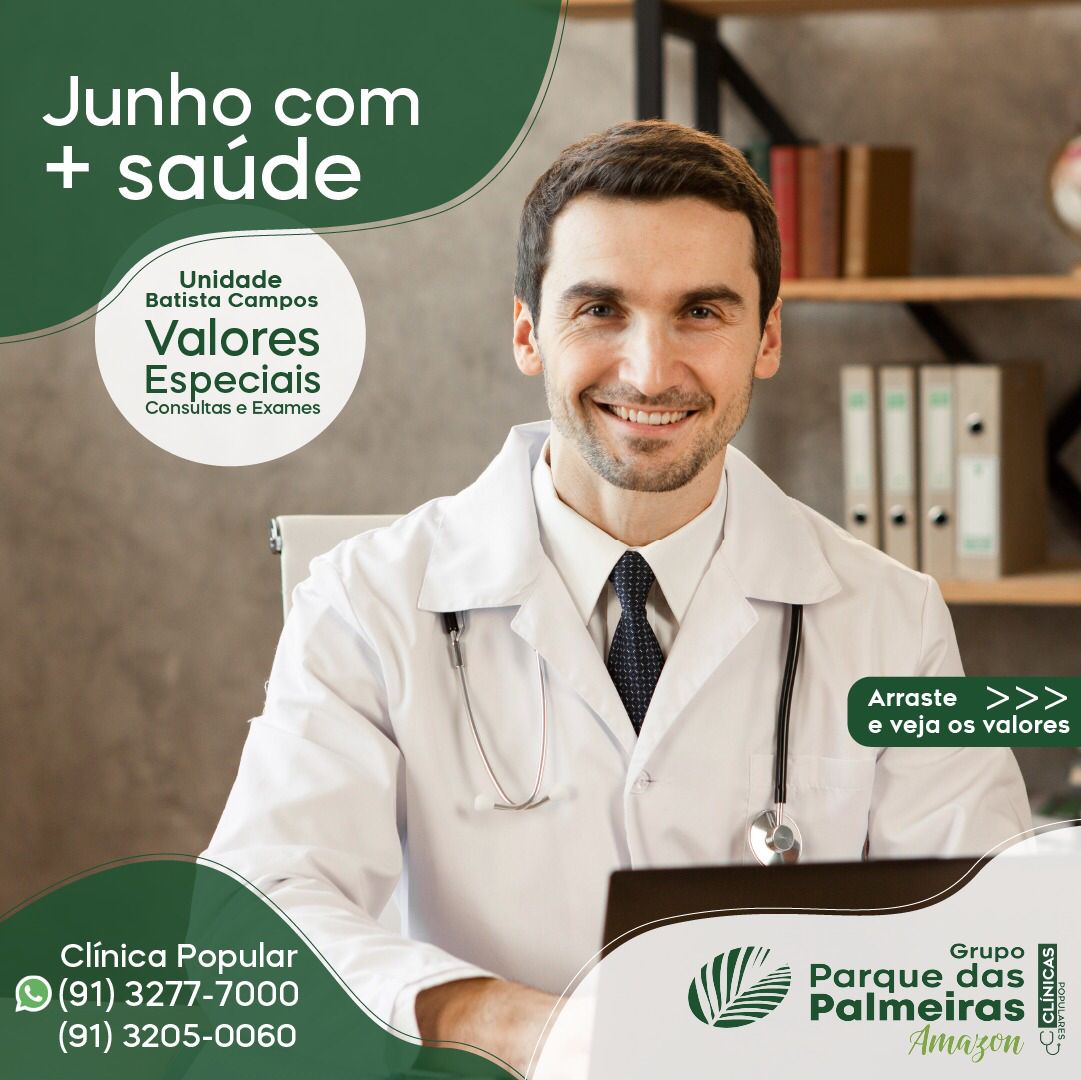 Junho com
+ saúde
Unidade
Batista Campos
Valores
Especiais
Consultas e Exames
Arraste >>>
e veja os valores
Clínica Popular
(91) 3277-7000
(91) 3205-0060
Grupo
Parque das
Palmeiras
Amazon
CLÍNICAS
POPULARES